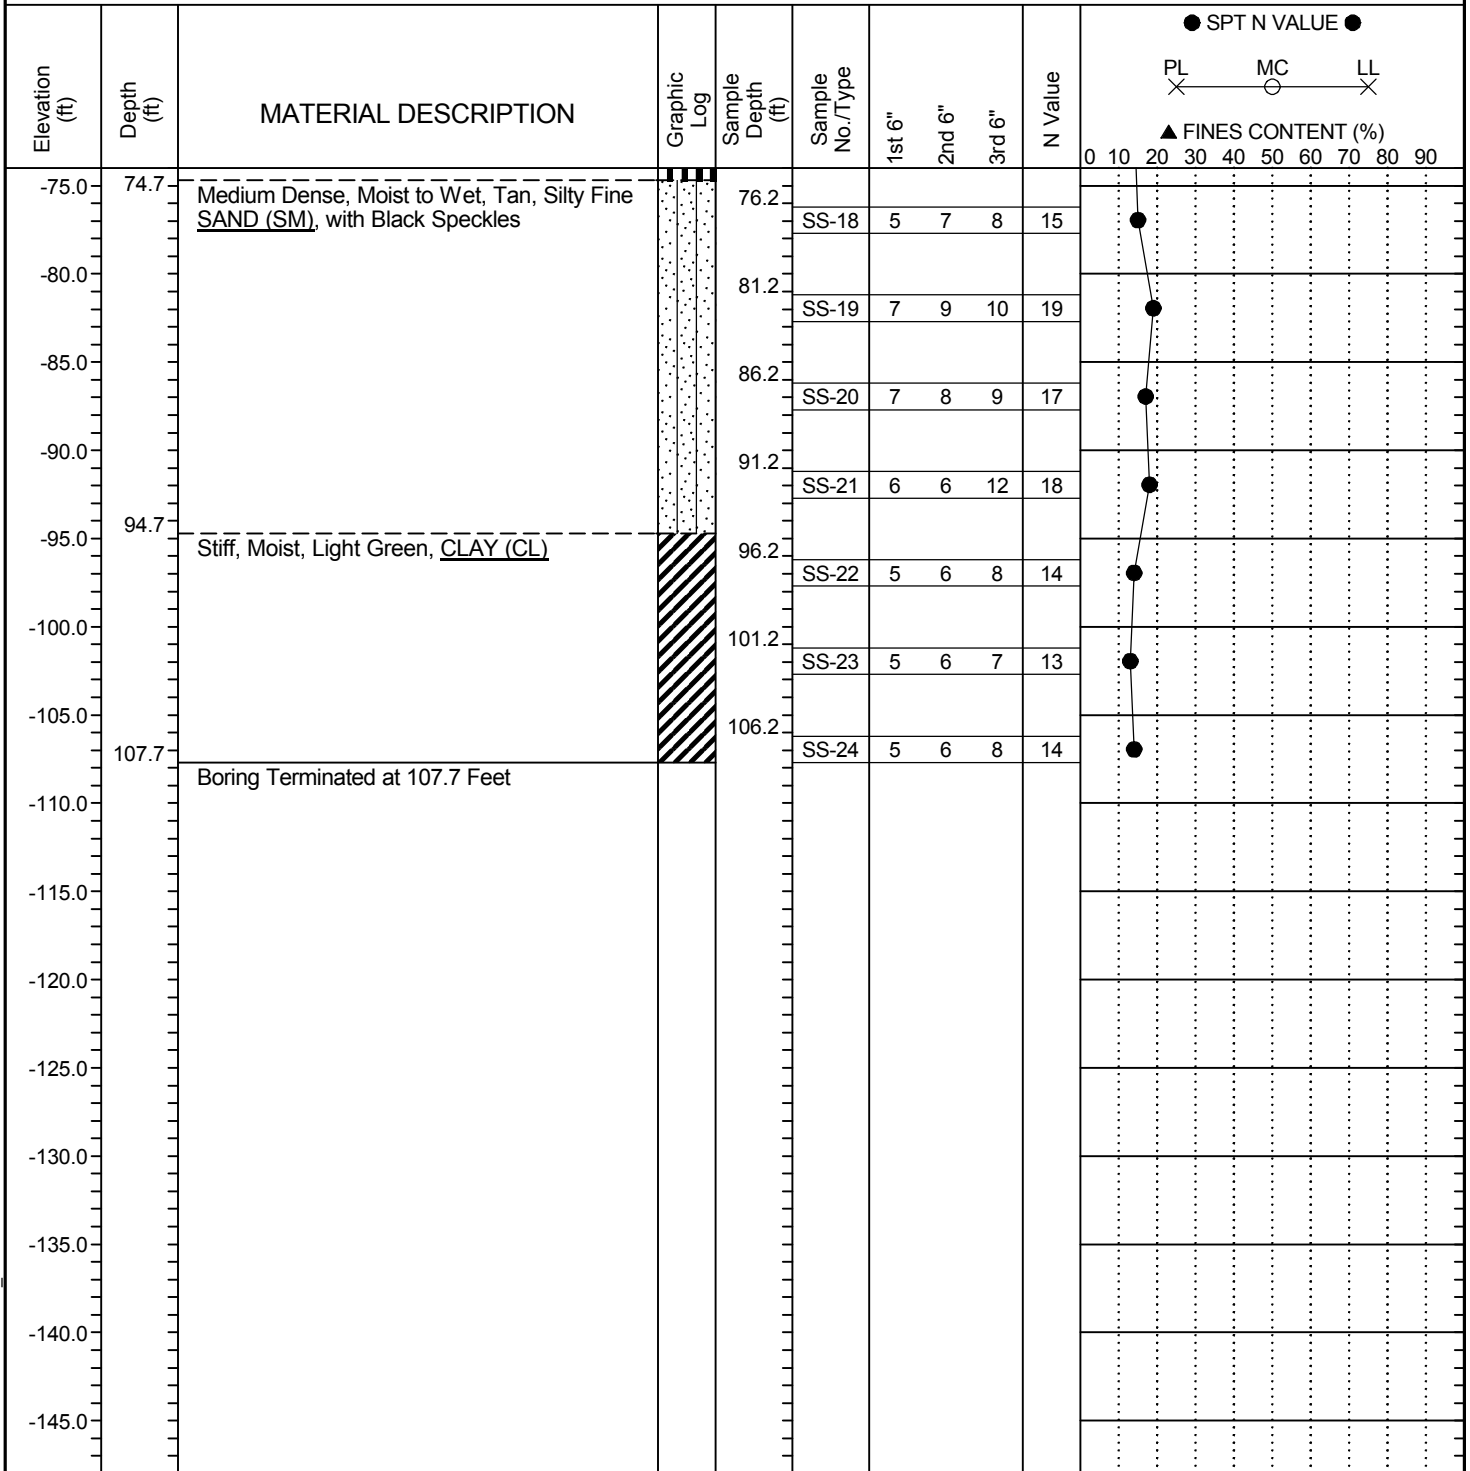 ● SPT N VALUE ●
PL MC LL
▲ FINES CONTENT (%)
0 10 20 30 40 50 60 70 80 90
Elevation (ft)
Depth (ft)
MATERIAL DESCRIPTION
Graphic Log
Sample Depth (ft)
Sample No./Type
1st 6"
2nd 6"
3rd 6"
N Value
-75.0 74.7
Medium Dense, Moist to Wet, Tan, Silty Fine
SAND (SM), with Black Speckles
76.2
SS-18 5 7 8 15
-80.0
81.2
SS-19 7 9 10 19
-85.0
86.2
SS-20 7 8 9 17
-90.0
91.2
SS-21 6 6 12 18
94.7
-95.0
Stiff, Moist, Light Green, CLAY (CL)
96.2
SS-22 5 6 8 14
-100.0
101.2
SS-23 5 6 7 13
-105.0
106.2
SS-24 5 6 8 14
107.7
Boring Terminated at 107.7 Feet
-110.0
-115.0
-120.0
-125.0
-130.0
-135.0
-140.0
-145.0